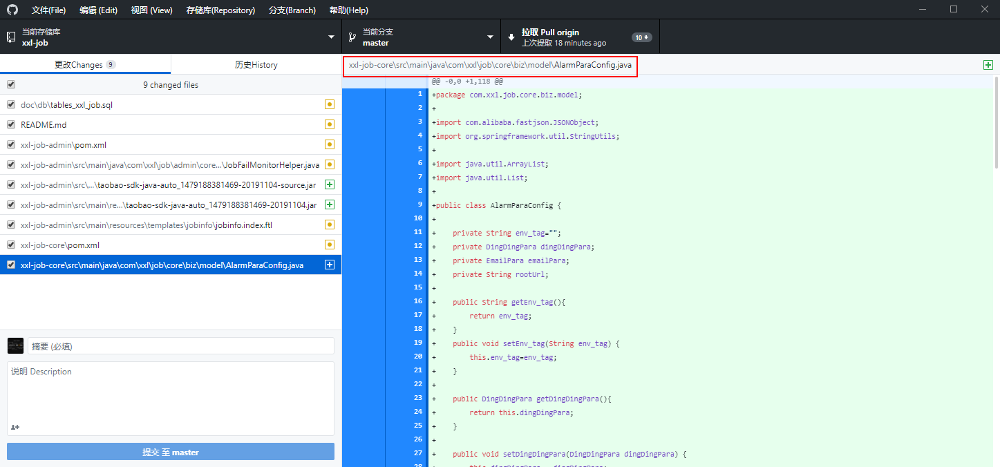 文件(File) 编辑 (Edit) 视图 (View) 存储库(Repository) 分支(Branch) 帮助(Help)
当前存储库
xxl-job
当前分支
master
拉取 Pull origin
上次提取 18 minutes ago
10
更改Changes 9
历史History
9 changed files
doc\db\tables_xxl_job.sql
README.md
xxl-job-admin\pom.xml
xxl-job-admin\src\main\java\com\xxl\job\admin\core...\JobFailMonitorHelper.java
xxl-job-admin\src\...\taobao-sdk-java-auto_1479188381469-20191104-source.jar
xxl-job-admin\src\main\re...\taobao-sdk-java-auto_1479188381469-20191104.jar
xxl-job-admin\src\main\resources\templates\jobinfo\jobinfo.index.ftl
xxl-job-core\pom.xml
xxl-job-core\src\main\java\com\xxl\job\core\biz\model\AlarmParaConfig.java
摘要 (必填)
说明 Description
提交 至 master
xxl-job-core\src\main\java\com\xxl\job\core\biz\model\AlarmParaConfig.java
@@ -0,0 +1,118 @@
1 +package com.xxl.job.core.biz.model;
2 +
3 +import com.alibaba.fastjson.JSONObject;
4 +import org.springframework.util.StringUtils;
5 +
6 +import java.util.ArrayList;
7 +import java.util.List;
8 +
9 +public class AlarmParaConfig {
10 +
11 +    private String env_tag="";
12 +    private DingDingPara dingDingPara;
13 +    private EmailPara emailPara;
14 +    private String rootUrl;
15 +
16 +    public String getEnv_tag(){
17 +        return env_tag;
18 +    }
19 +    public void setEnv_tag(String env_tag) {
20 +        this.env_tag=env_tag;
21 +    }
22 +
23 +    public DingDingPara getDingDingPara(){
24 +        return this.dingDingPara;
25 +    }
26 +
27 +    public void setDingDingPara(DingDingPara dingDingPara) {
28 +        this.dingDingPara = dingDingPara;